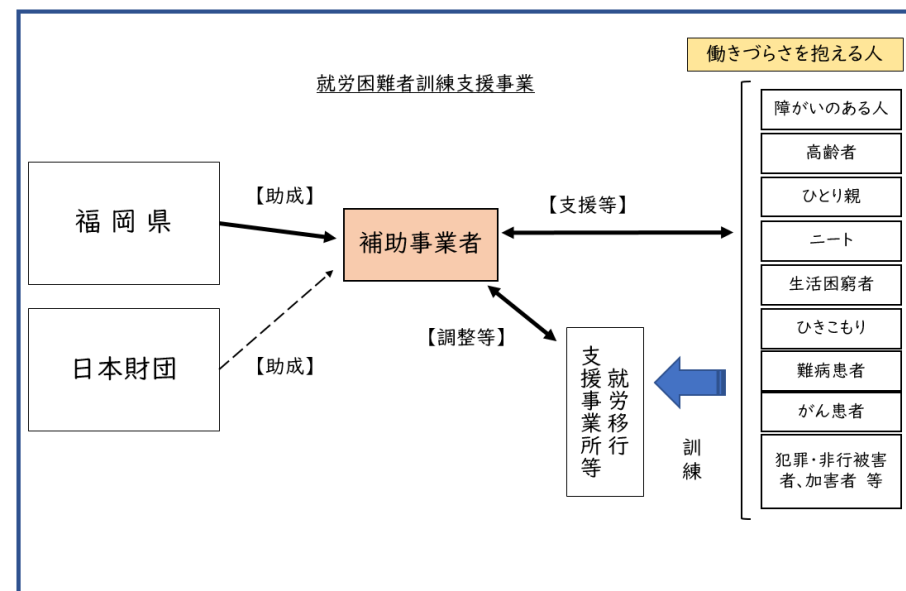 就労困難者訓練支援事業
働きづらさを抱える人
福岡県
【助成】
補助事業者
【支援等】
日本財団
【助成】
【調整等】
就労移行
支援事業所等
訓練
障がいのある人
高齢者
ひとり親
ニート
生活困窮者
ひきこもり
難病患者
がん患者
犯罪・非行被害
者、加害者 等